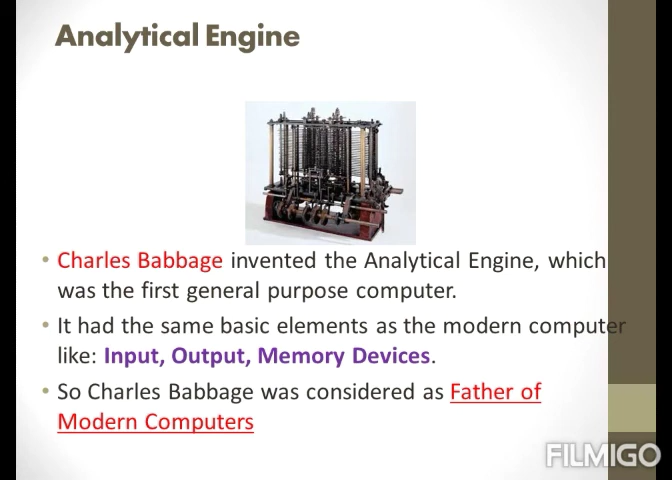 Analytical Engine
• Charles Babbage invented the Analytical Engine, which
was the first general purpose computer.
• It had the same basic elements as the modern computer
like: Input, Output, Memory Devices.
• So Charles Babbage was considered as Father of
Modern Computers
FILMIGO